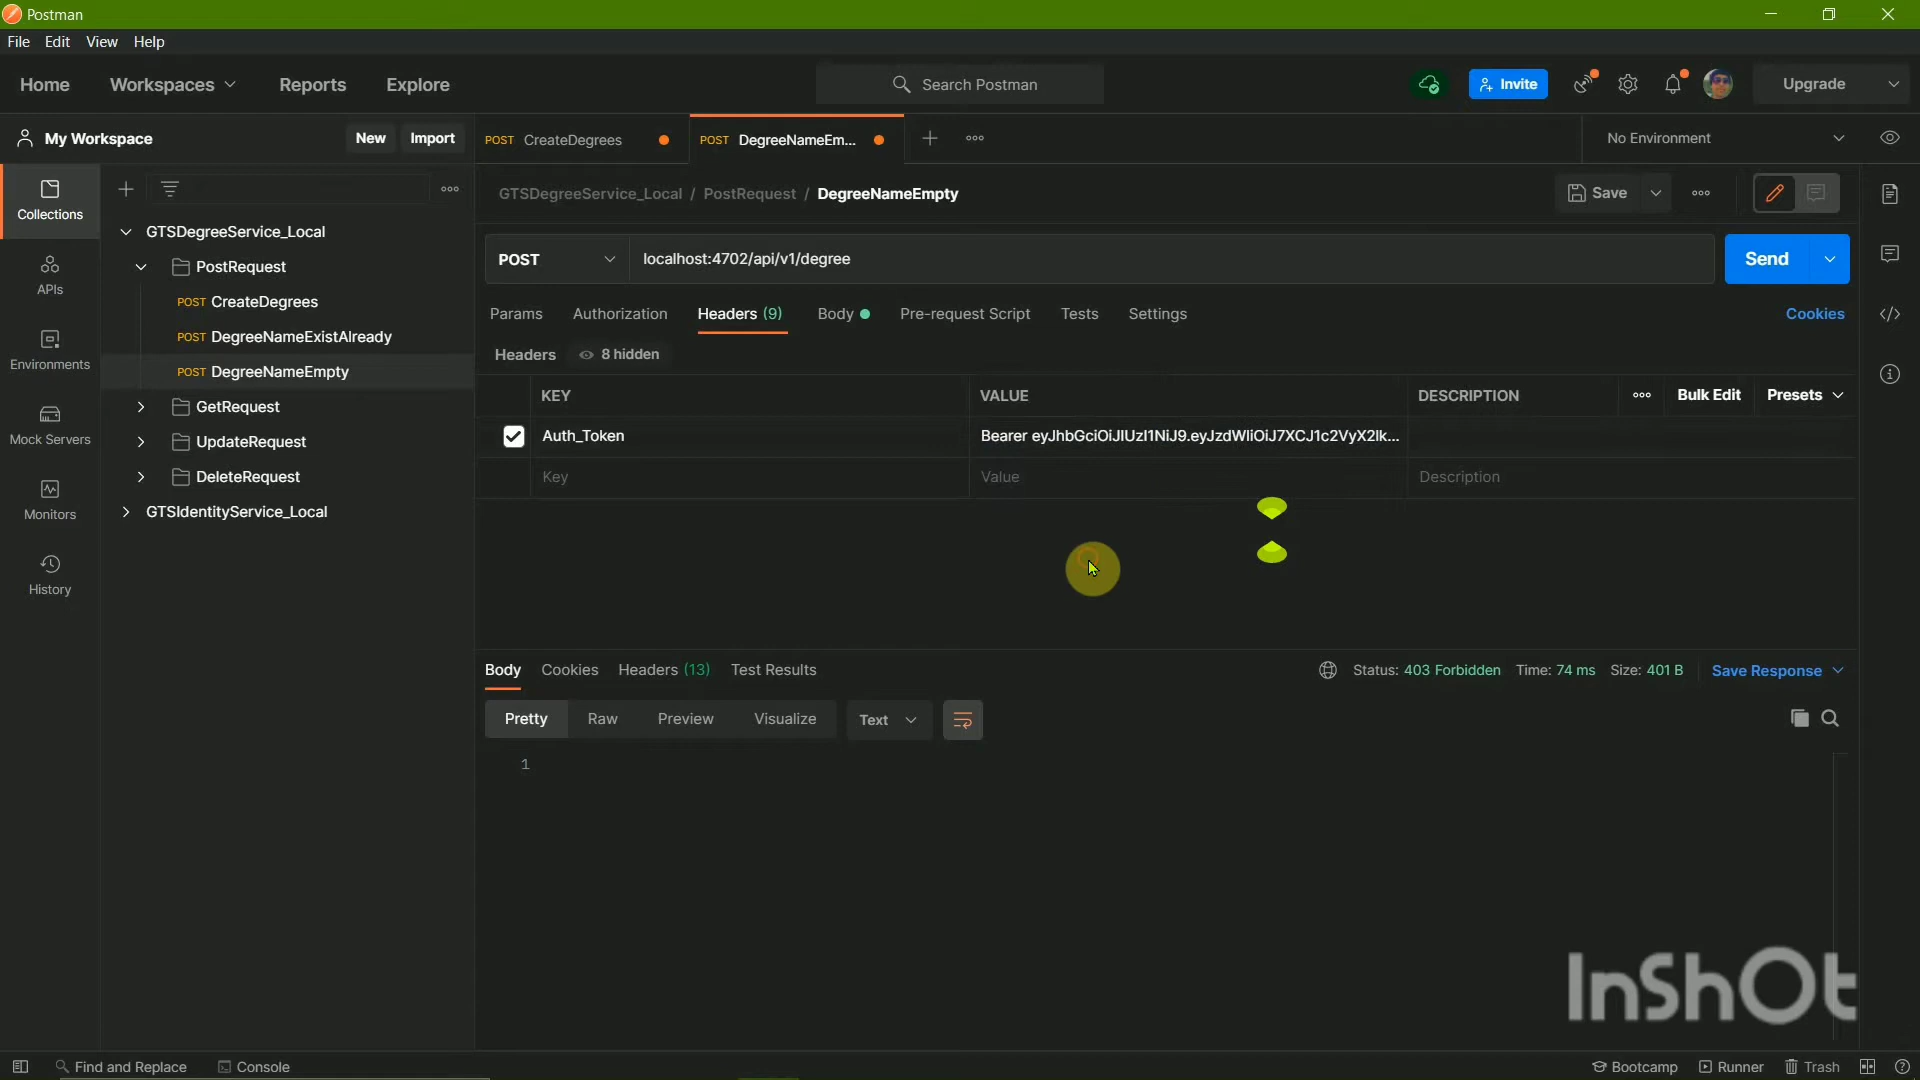 Postman
File Edit View Help
Home Workspaces Reports Explore Search Postman Invite Upgrade
My Workspace New Import POST CreateDegrees POST DegreeNameEm... No Environment
Collections
APIs
Environments
Mock Servers
Monitors
History
GTSDegreeService_Local
PostRequest
POST CreateDegrees
POST DegreeNameExistAlready
POST DegreeNameEmpty
GetRequest
UpdateRequest
DeleteRequest
GTSIdentityService_Local
GTSDegreeService_Local / PostRequest / DegreeNameEmpty Save
POST localhost:4702/api/v1/degree Send
Params Authorization Headers (9) Body Pre-request Script Tests Settings Cookies
Headers 8 hidden
KEY VALUE DESCRIPTION Bulk Edit Presets
Auth_Token Bearer eyJhbGciOiJIUzI1NiJ9.eyJzdWIiOiJ7XCJ1c2VyX2lk...
Key Value Description
Body Cookies Headers (13) Test Results Status: 403 Forbidden Time: 74 ms Size: 401 B Save Response
Pretty Raw Preview Visualize Text
1
InShOt
Find and Replace Console Bootcamp Runner Trash